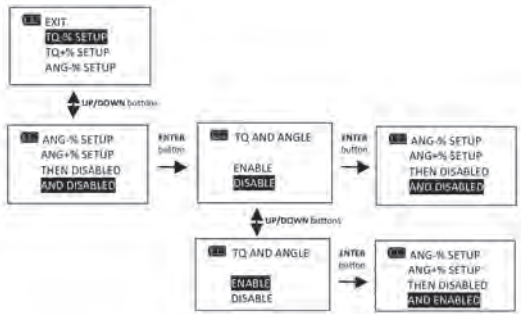 EXIT
TQ-% SETUP
TQ+% SETUP
ANG-% SETUP
UP/DOWN buttons
ANG-% SETUP
ANG+% SETUP
THEN DISABLED
AND DISABLED
ENTER
button
TQ AND ANGLE
ENABLE
DISABLE
ENTER
button
ANG-% SETUP
ANG+% SETUP
THEN DISABLED
AND DISABLED
UP/DOWN buttons
TQ AND ANGLE
ENABLE
DISABLE
ENTER
button
ANG-% SETUP
ANG+% SETUP
THEN DISABLED
AND ENABLED